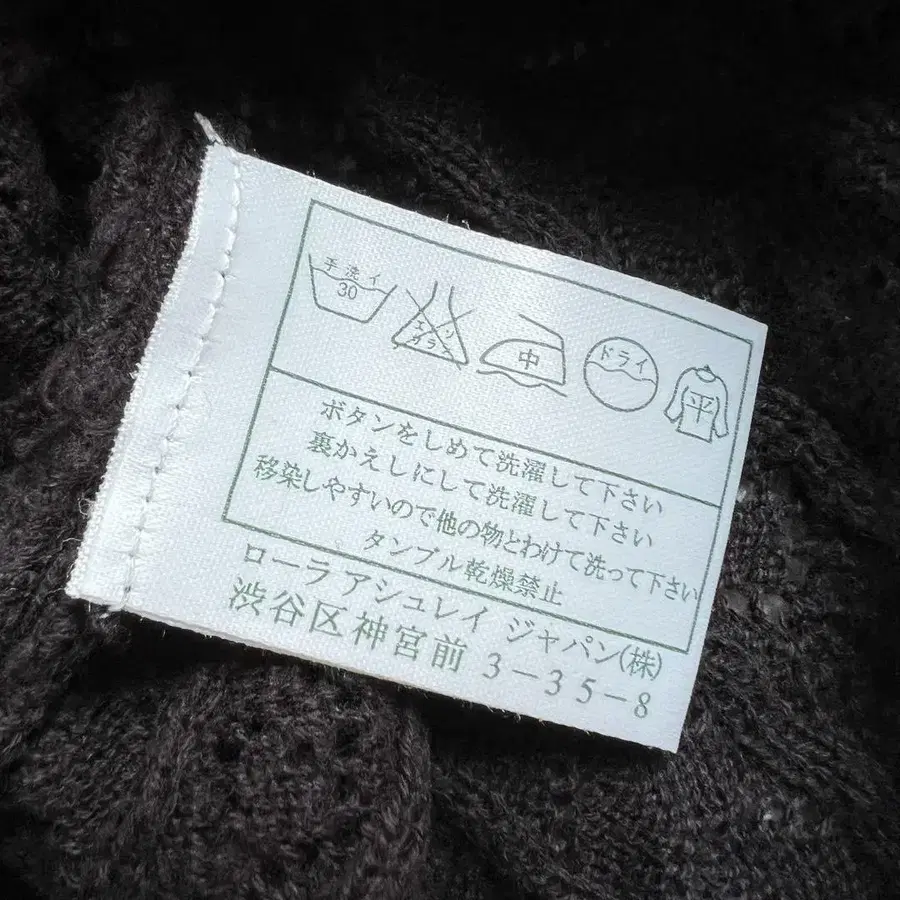 手洗イ
30
エンソ
サラシ
中
ドライ
平
ボタンをしめて洗濯して下さい
裏かえしにして洗濯して下さい
移染しやすいので他の物とわけて洗って下さい
タンブル乾燥禁止
ローラ アシュレイ ジャパン(株)
渋谷区神宮前 3-35-8